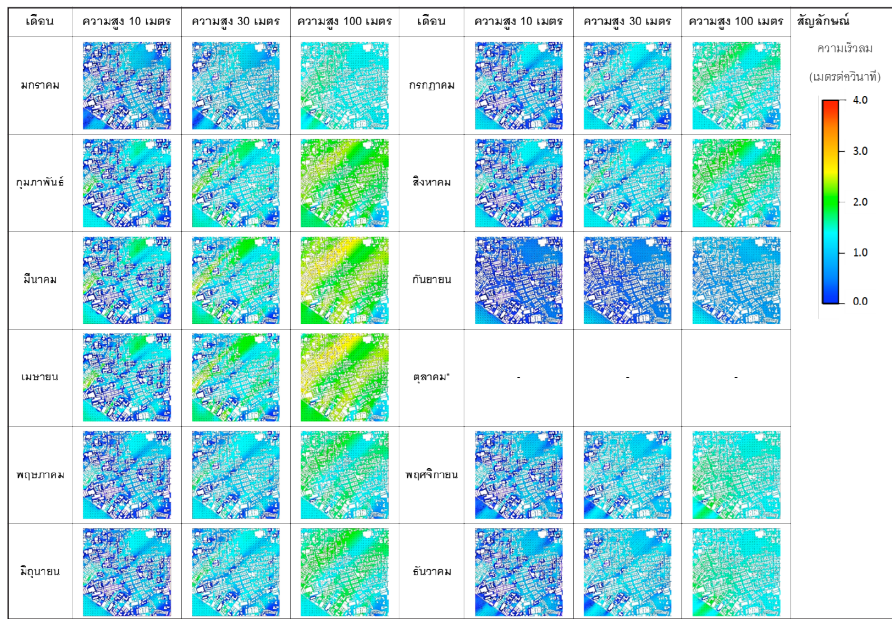 เดือน ความสูง 10 เมตร ความสูง 30 เมตร ความสูง 100 เมตร เดือน ความสูง 10 เมตร ความสูง 30 เมตร ความสูง 100 เมตร สัญลักษณ์
มกราคม กรกฎาคม
ความเร็วลม
(เมตรต่อวินาที)
4.0
3.0
2.0
1.0
0.0
กุมภาพันธ์ สิงหาคม
มีนาคม กันยายน
เมษายน ตุลาคม* - - -
พฤษภาคม พฤศจิกายน
มิถุนายน ธันวาคม